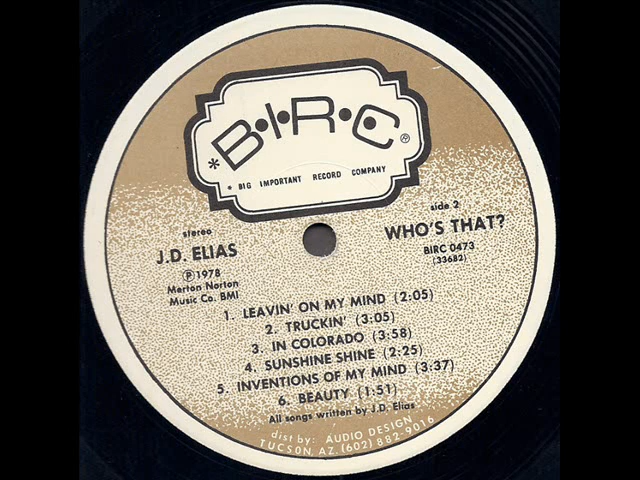 *B•I•R•C®
* BIG IMPORTANT RECORD COMPANY
stereo
J.D. ELIAS
Ⓟ 1978
Merton Norton
Music Co. BMI
side 2
WHO'S THAT?
BIRC 0473
(33682)
1. LEAVIN' ON MY MIND (2:05)
2. TRUCKIN' (3:05)
3. IN COLORADO (3:58)
4. SUNSHINE SHINE (2:25)
5. INVENTIONS OF MY MIND (3:37)
6. BEAUTY (1:51)
All songs written by J.D. Elias
dist by: AUDIO DESIGN
TUCSON, AZ. (602) 882-9016